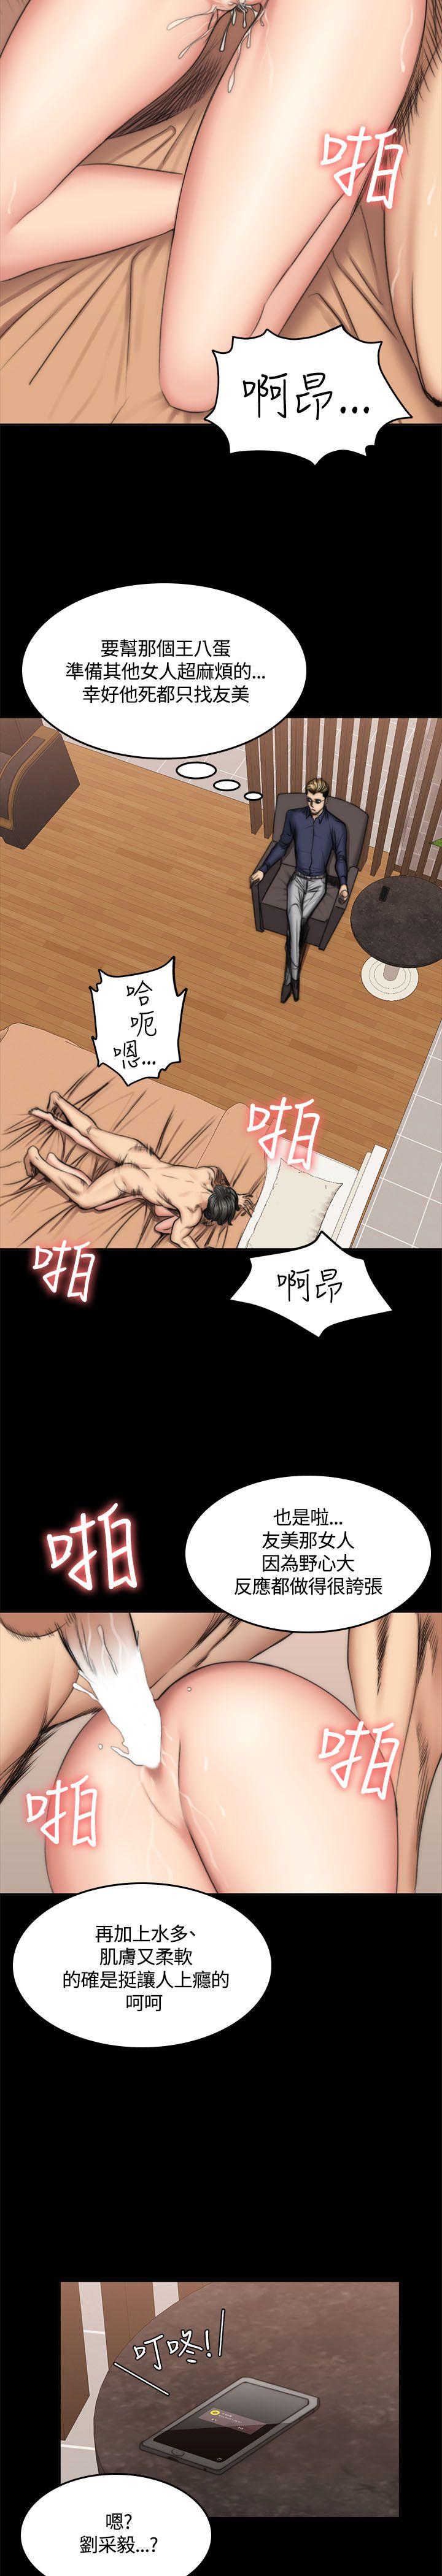 啪
啊昂...
要幫那個王八蛋
準備其他女人超麻煩的...
幸好他死都只找友美
哈
呃
嗯...
啪
啪
啊昂
啪
也是啦...
友美那女人
因為野心大
反應都做得很誇張
啪
啪
再加上水多、
肌膚又柔軟
的確是挺讓人上癮的
呵呵
叮咚!
嗯?
劉采毅...?